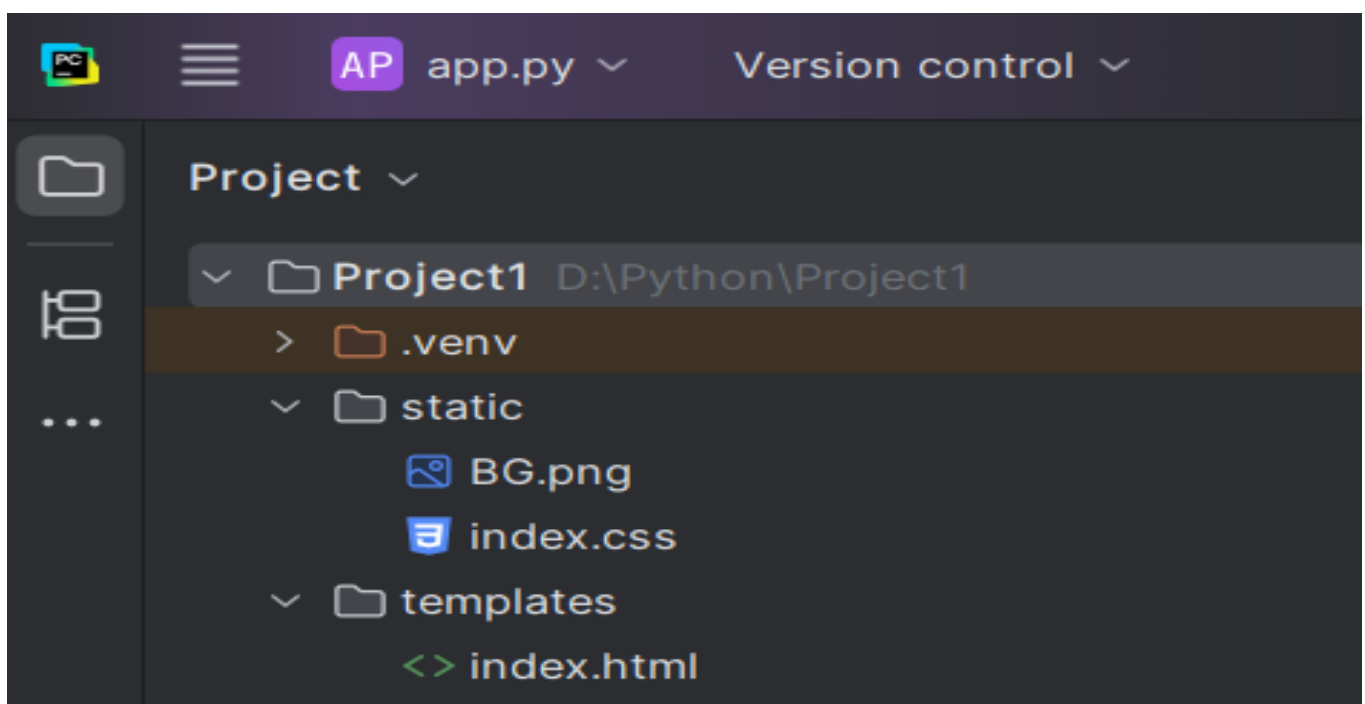 PC
AP app.py Version control
Project
Project1 D:\Python\Project1
.venv
static
BG.png
index.css
templates
<> index.html